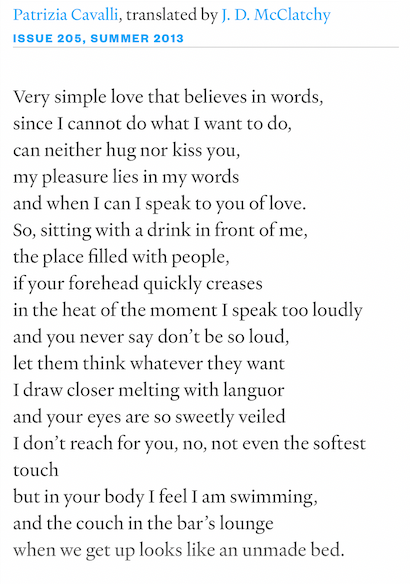 Patrizia Cavalli, translated by J. D. McClatchy
ISSUE 205, SUMMER 2013
Very simple love that believes in words,
since I cannot do what I want to do,
can neither hug nor kiss you,
my pleasure lies in my words
and when I can I speak to you of love.
So, sitting with a drink in front of me,
the place filled with people,
if your forehead quickly creases
in the heat of the moment I speak too loudly
and you never say don’t be so loud,
let them think whatever they want
I draw closer melting with languor
and your eyes are so sweetly veiled
I don’t reach for you, no, not even the softest
touch
but in your body I feel I am swimming,
and the couch in the bar’s lounge
when we get up looks like an unmade bed.